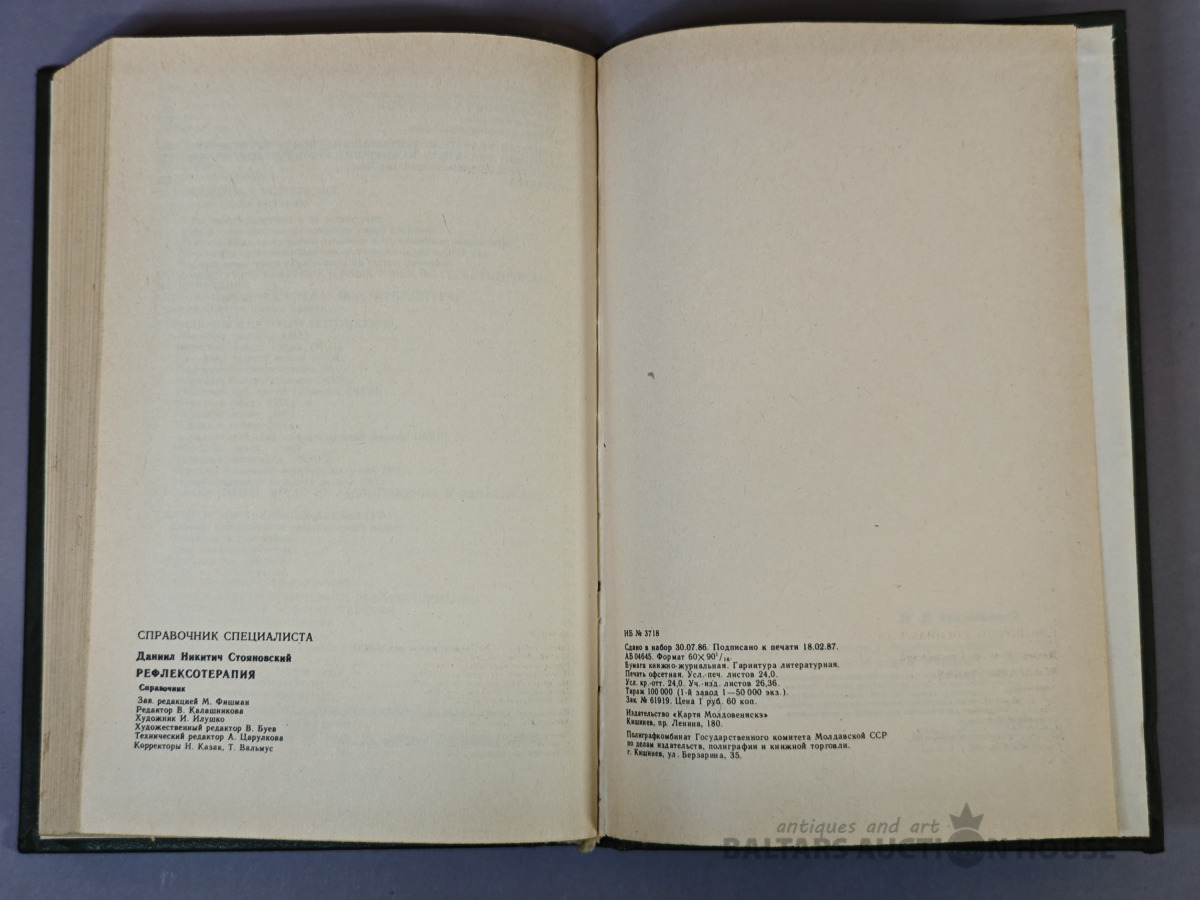 СПРАВОЧНИК СПЕЦИАЛИСТА
Даниил Никитич Стояновский
РЕФЛЕКСОТЕРАПИЯ
Справочник
Зав. редакцией М. Фишман
Редактор В. Калашникова
Художник И. Илушко
Художественный редактор В. Буев
Технический редактор А. Царулкова
Корректоры Н. Казак, Т. Вальмус
ИБ № 3718
Сдано в набор 30.07.86. Подписано к печати 18.02.87.
АБ 04645. Формат 60×90¹/₁₆.
Бумага книжно-журнальная. Гарнитура литературная.
Печать офсетная. Усл.-печ. листов 24,0.
Усл. кр.-отт. 24,0. Уч.-изд. листов 26,36.
Тираж 100 000 (1-й завод 1—50 000 экз.).
Зак. № 61919. Цена 1 руб. 60 коп.
Издательство «Картя Молдовеняскэ»
Кишинев, пр. Ленина, 180.
Полиграфкомбинат Государственного комитета Молдавской ССР
по делам издательств, полиграфии и книжной торговли.
г. Кишинев, ул. Берзарина, 35.
antiques and art
BALTARS AUCTION HOUSE